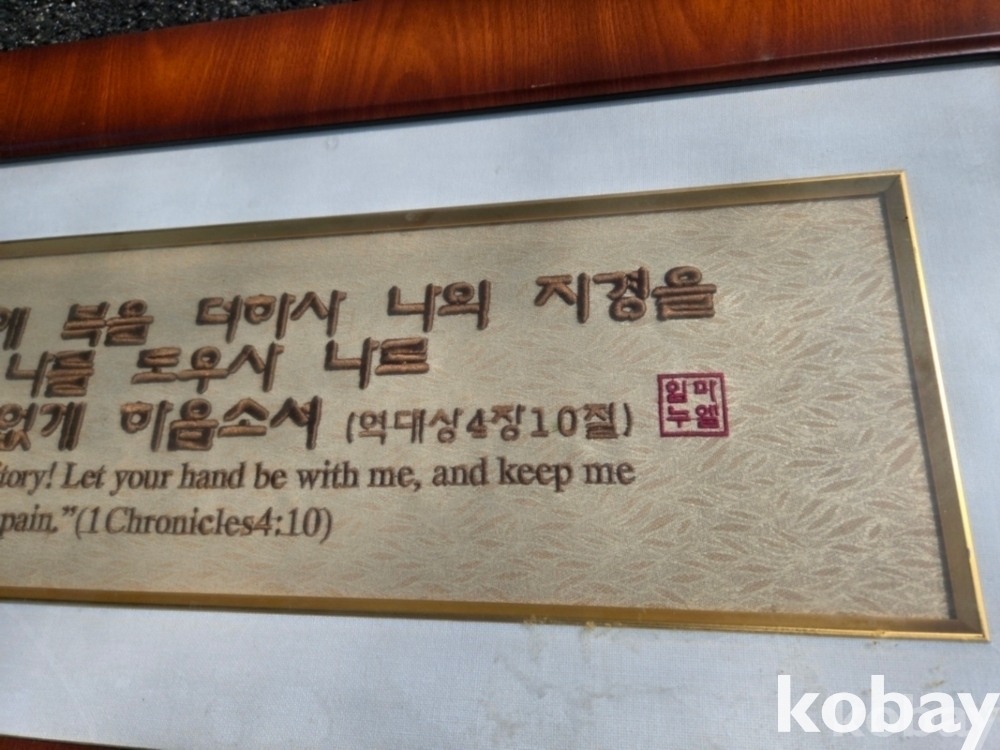 복을 더하사 나의 지경을
나를 도우사 나로
없게 하옵소서 (역대상4장10절)
임마
누엘
tory! Let your hand be with me, and keep me
pain.”(1Chronicles4:10)
kobay